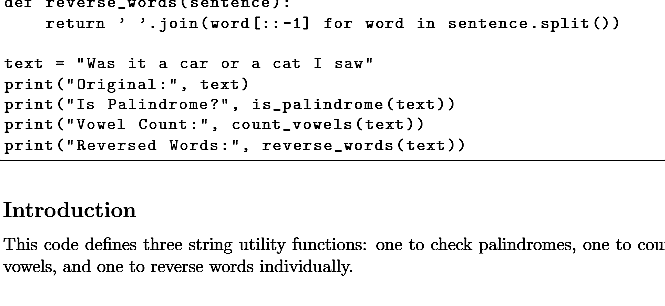 def reverse_words(sentence):
    return ' '.join(word[::-1] for word in sentence.split())
text = "Was it a car or a cat I saw"
print("Original:", text)
print("Is Palindrome?", is_palindrome(text))
print("Vowel Count:", count_vowels(text))
print("Reversed Words:", reverse_words(text))
Introduction
This code defines three string utility functions: one to check palindromes, one to
vowels, and one to reverse words individually.